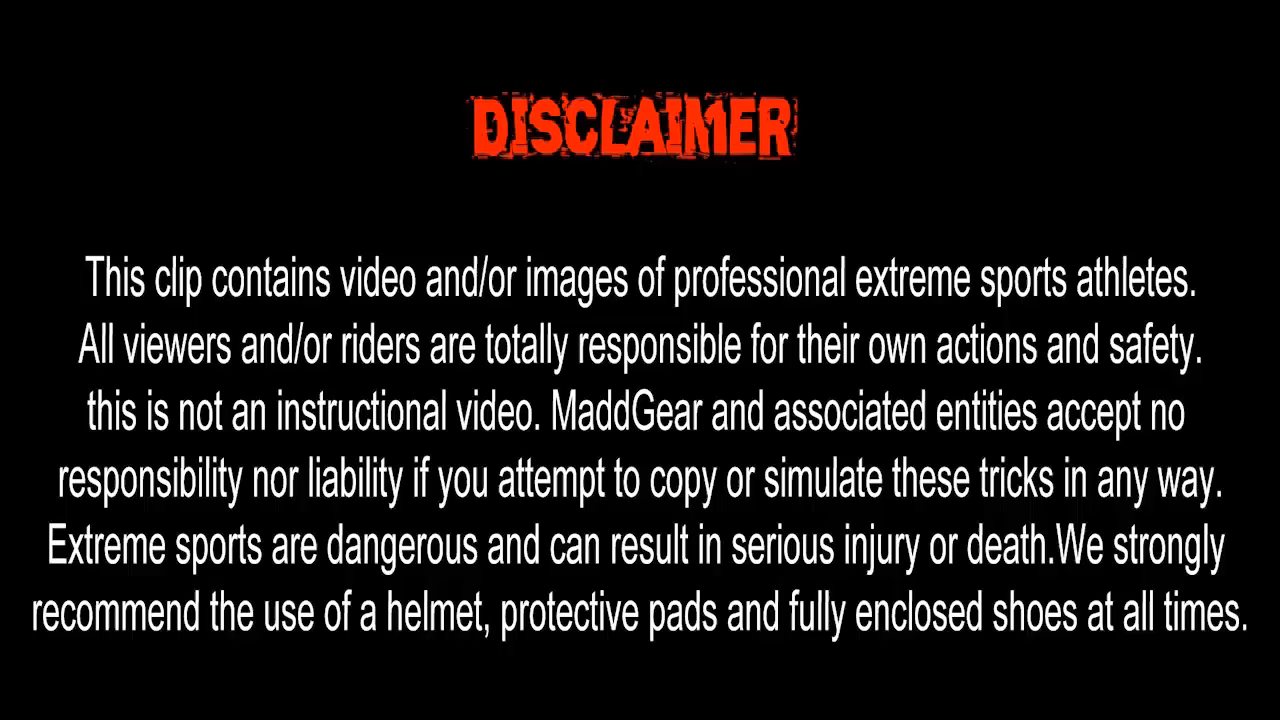 DISCLAIMER
This clip contains video and/or images of professional extreme sports athletes.
All viewers and/or riders are totally responsible for their own actions and safety.
this is not an instructional video. MaddGear and associated entities accept no
responsibility nor liability if you attempt to copy or simulate these tricks in any way.
Extreme sports are dangerous and can result in serious injury or death.We strongly
recommend the use of a helmet, protective pads and fully enclosed shoes at all times.